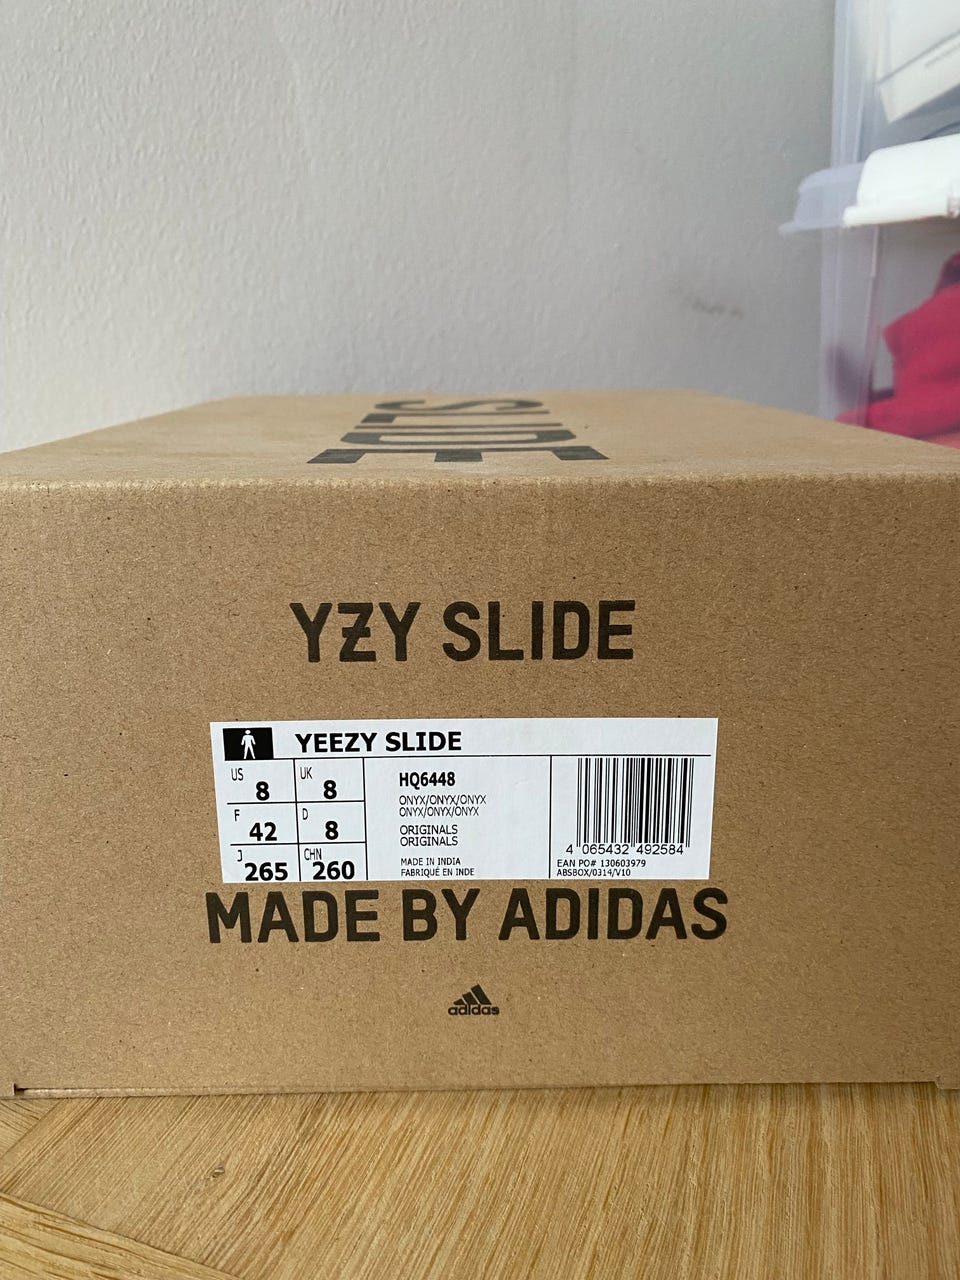 SLIDE
YZY SLIDE
YEEZY SLIDE
US
8
UK
8
F
42
D
8
J
265
CHN
260
HQ6448
ONYX/ONYX/ONYX
ONYX/ONYX/ONYX
ORIGINALS
ORIGINALS
MADE IN INDIA
FABRIQUÉ EN INDE
4 065432 492584
EAN PO# 130603979
ABSBOX/0314/V10
MADE BY ADIDAS
adidas